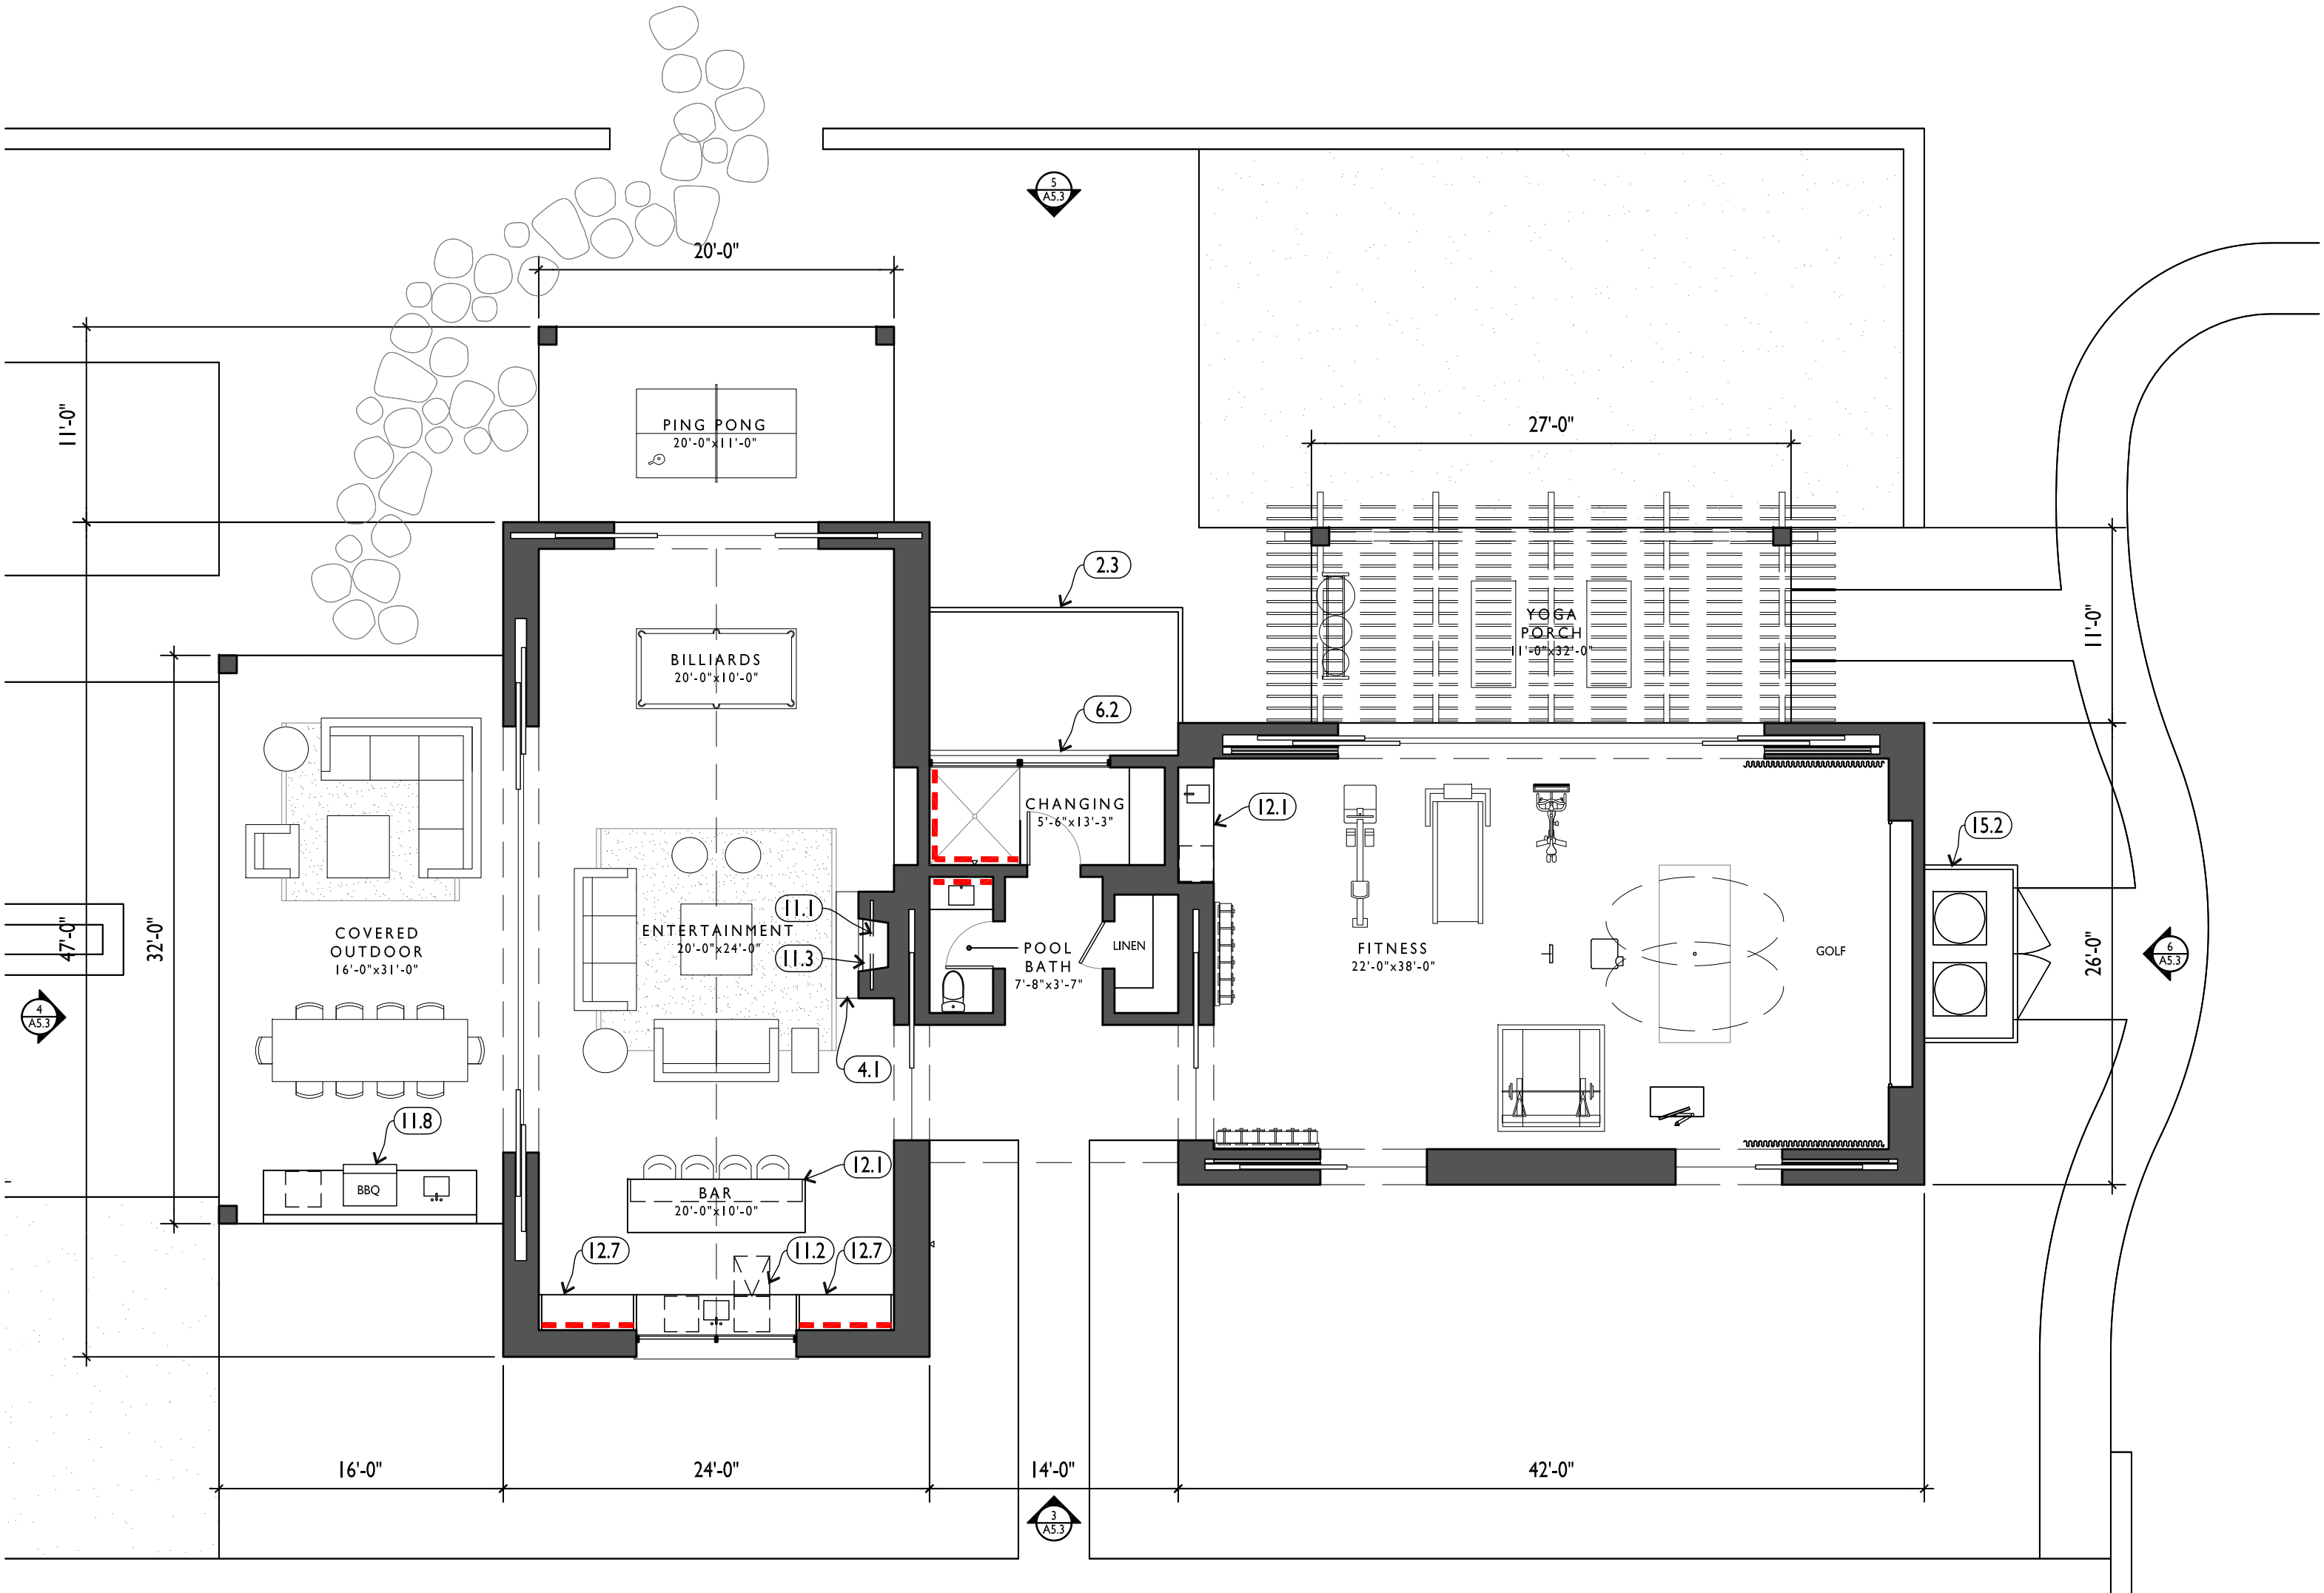 5
A5.3
20'-0"
11'-0"
PING PONG
20'-0"x11'-0"
27'-0"
2.3
YOGA
PORCH
11'-0"x32'-0"
11'-0"
BILLIARDS
20'-0"x10'-0"
6.2
CHANGING
5'-6"x13'-3"
12.1
15.2
11.1
ENTERTAINMENT
20'-0"x24'-0"
11.3
COVERED
OUTDOOR
16'-0"x31'-0"
47'-0"
32'-0"
POOL
BATH
7'-8"x3'-7"
LINEN
FITNESS
22'-0"x38'-0"
GOLF
26'-0"
6
A5.3
4
A5.3
4.1
11.8
BBQ
12.1
BAR
20'-0"x10'-0"
12.7
11.2
12.7
16'-0"
24'-0"
14'-0"
42'-0"
3
A5.3